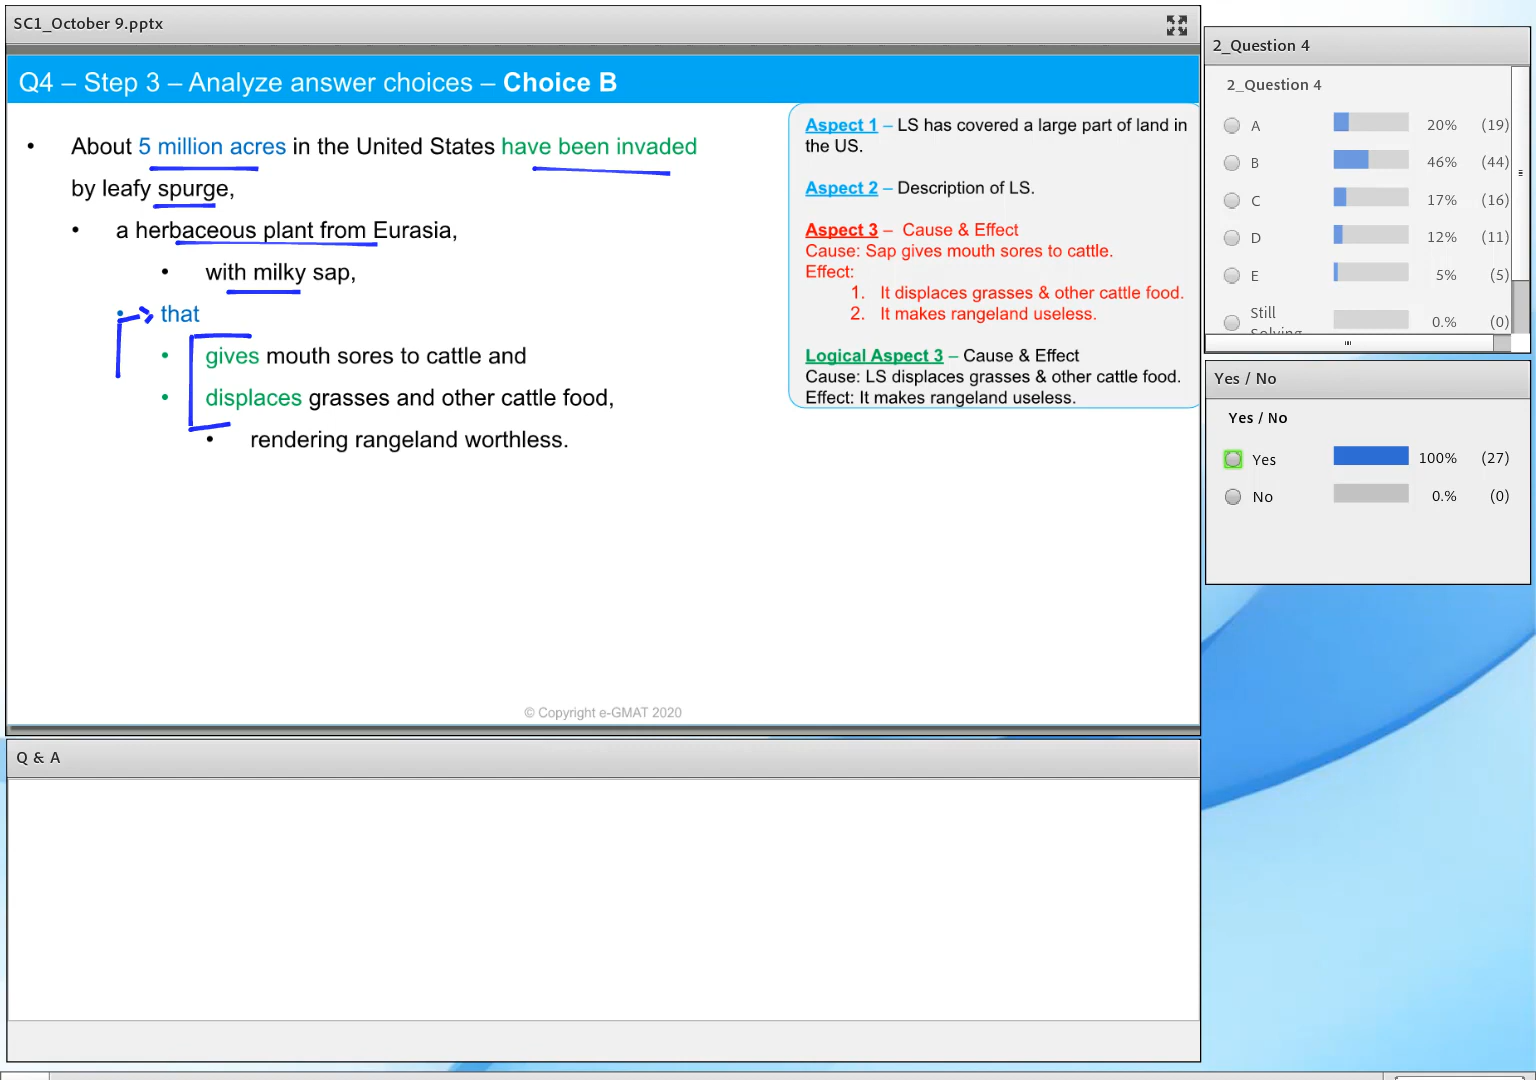 SC1_October 9.pptx
Q4 – Step 3 – Analyze answer choices – Choice B
• About 5 million acres in the United States have been invaded
by leafy spurge,
• a herbaceous plant from Eurasia,
• with milky sap,
• that
• gives mouth sores to cattle and
• displaces grasses and other cattle food,
• rendering rangeland worthless.
Aspect 1 – LS has covered a large part of land in
the US.
Aspect 2 – Description of LS.
Aspect 3 – Cause & Effect
Cause: Sap gives mouth sores to cattle.
Effect:
1. It displaces grasses & other cattle food.
2. It makes rangeland useless.
Logical Aspect 3 – Cause & Effect
Cause: LS displaces grasses & other cattle food.
Effect: It makes rangeland useless.
© Copyright e-GMAT 2020
Q & A
2_Question 4
2_Question 4
A 20% (19)
B 46% (44)
C 17% (16)
D 12% (11)
E 5% (5)
Still
Solving
0.% (0)
Yes / No
Yes / No
Yes 100% (27)
No 0.% (0)